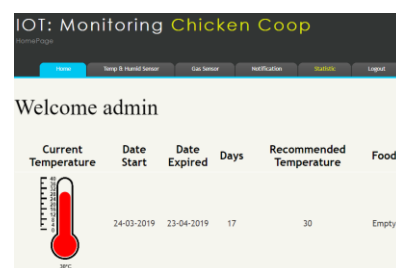 IOT: Monitoring Chicken Coop
HomePage
Home Temp & Humid Sensor Gas Sensor Notification Statistic Logout
Welcome admin
Current Temperature Date Start Date Expired Days Recommended Temperature Food
24-03-2019 23-04-2019 17 30 Empty